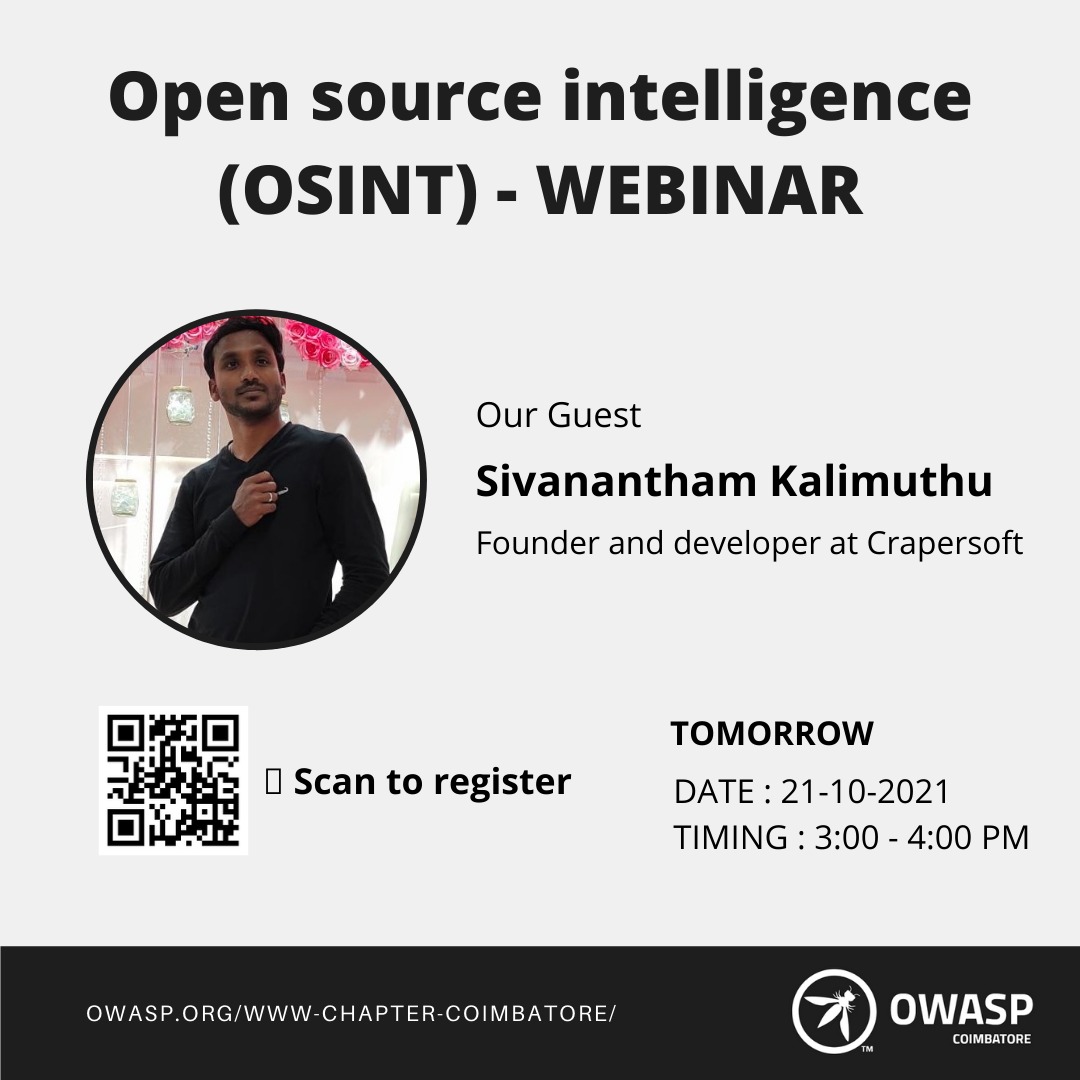 Open source intelligence
(OSINT) - WEBINAR
Our Guest
Sivanantham Kalimuthu
Founder and developer at Crapersoft
Scan to register
TOMORROW
DATE : 21-10-2021
TIMING : 3:00 - 4:00 PM
OWASP.ORG/WWW-CHAPTER-COIMBATORE/
OWASP
COIMBATORE
TM